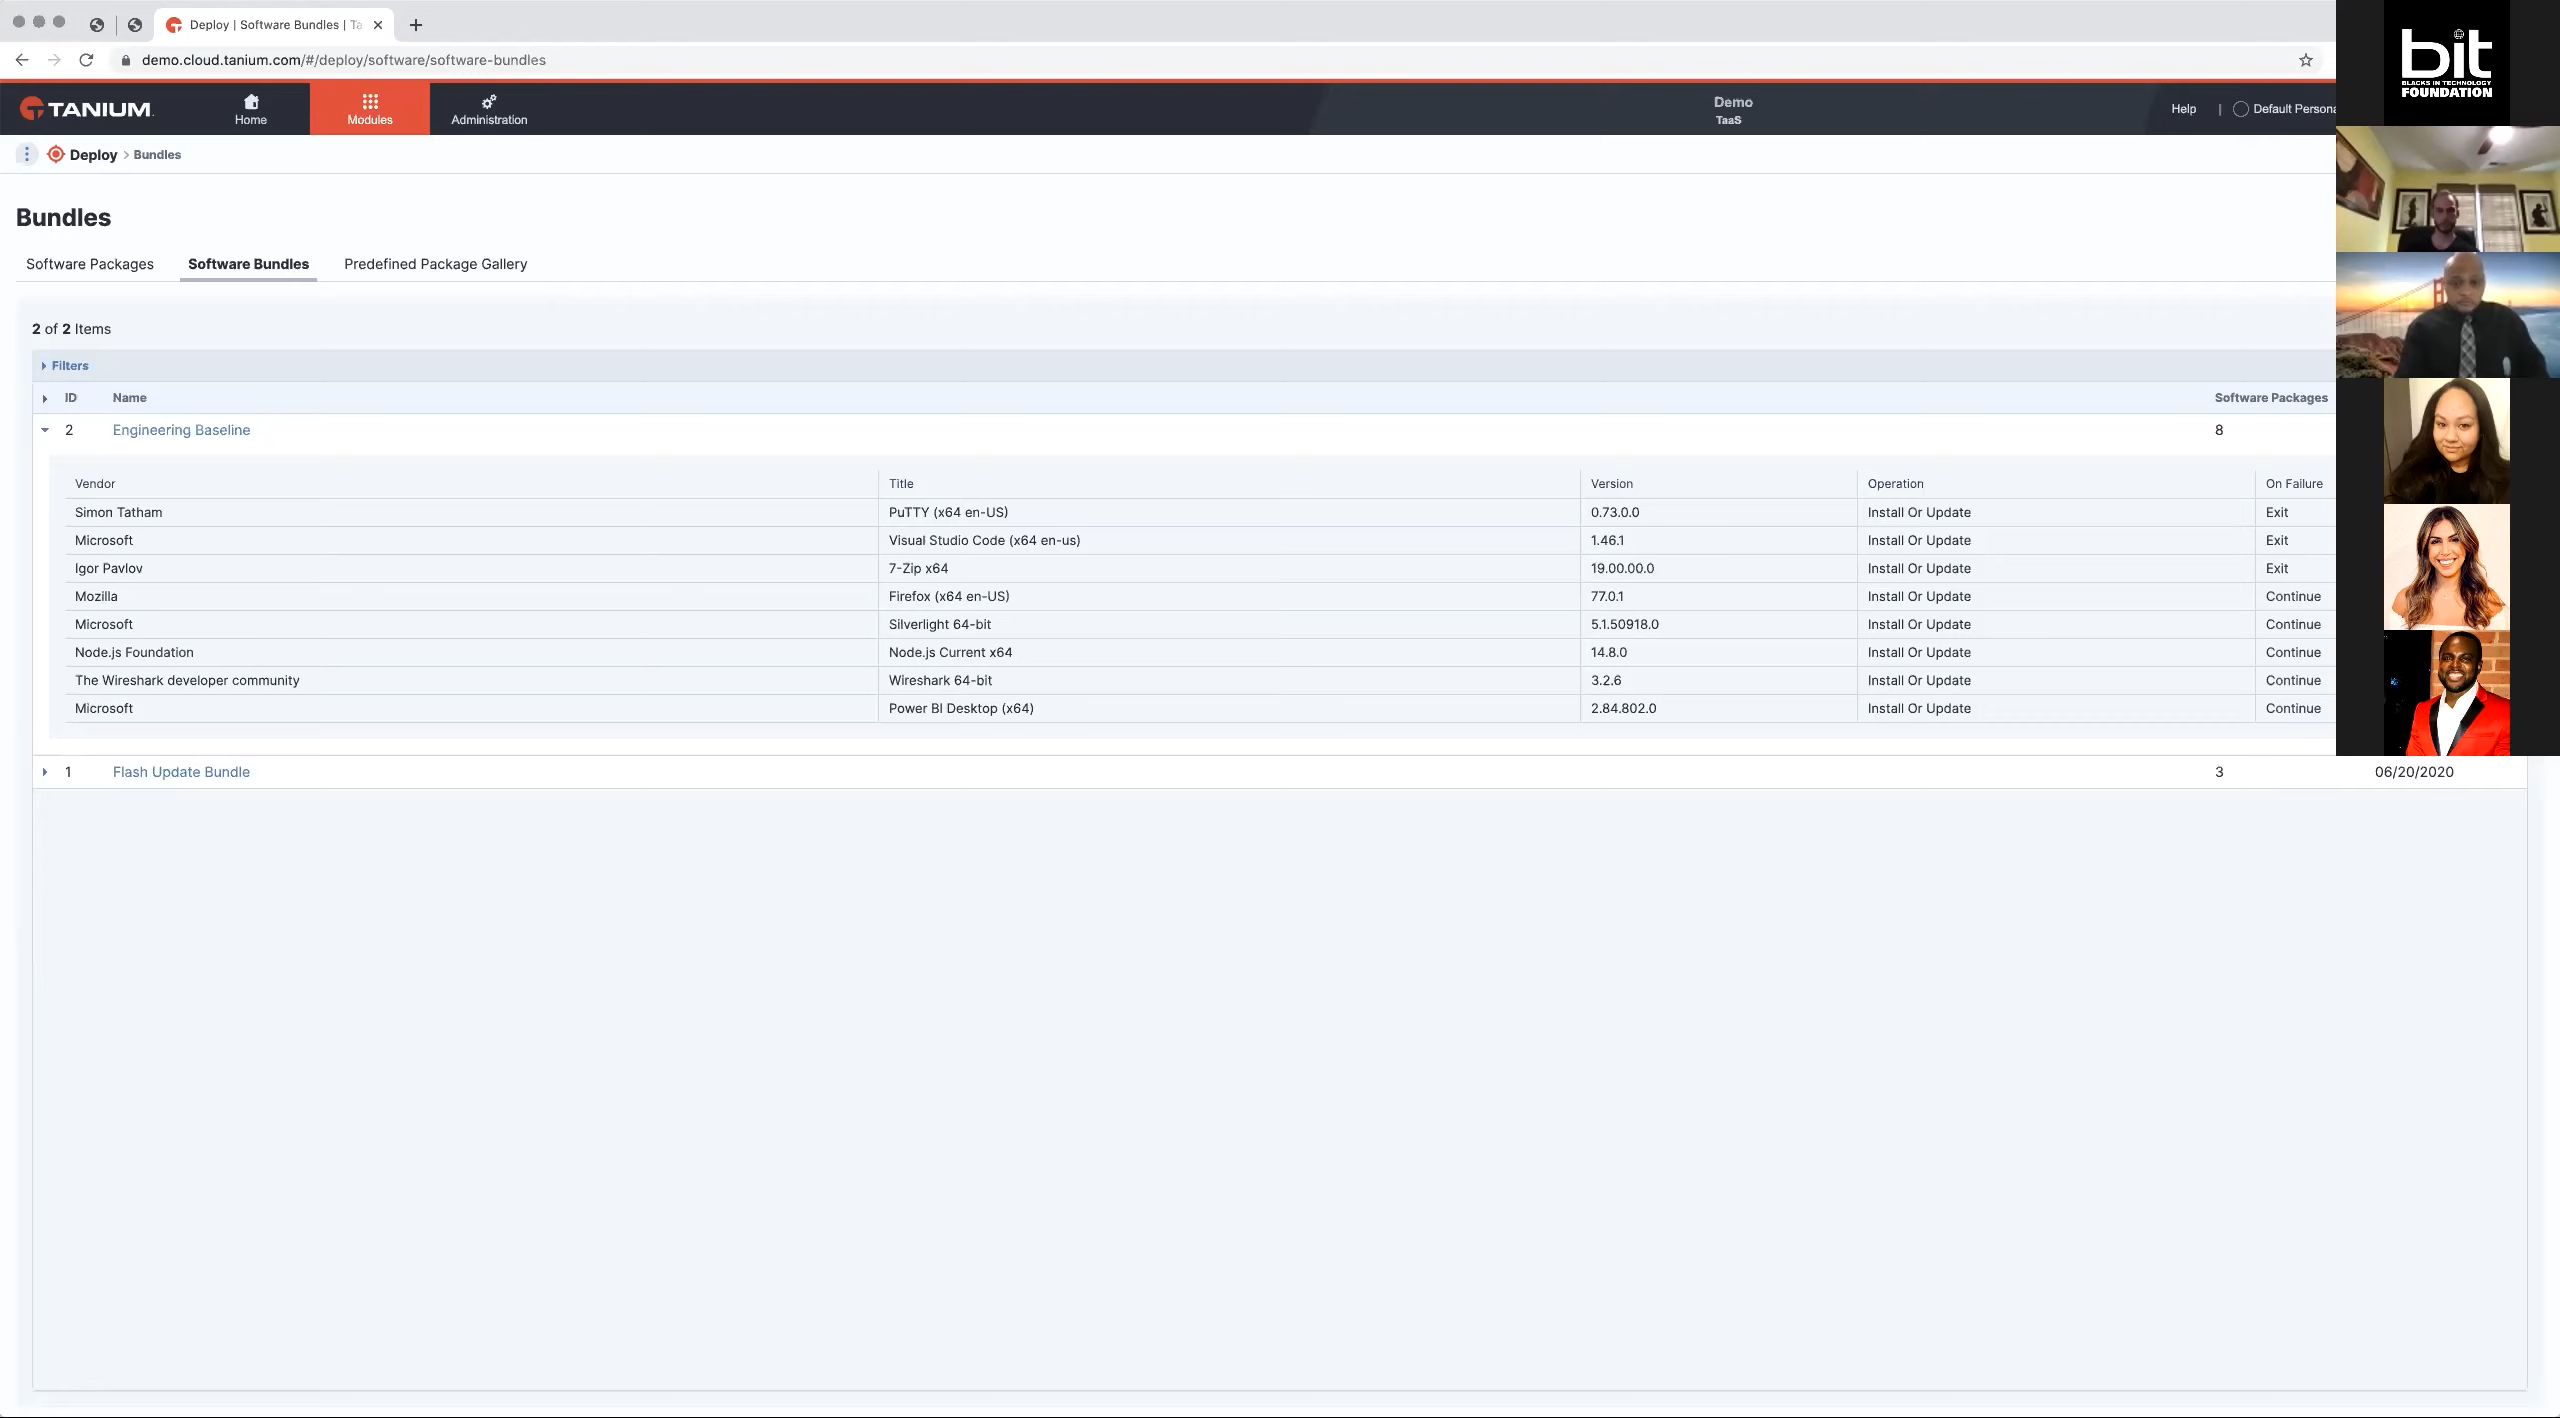 Deploy | Software Bundles | Ta
demo.cloud.tanium.com/#/deploy/software/software-bundles
TANIUM
Home
Modules
Administration
Demo
TaaS
Help | Default Persona
Deploy > Bundles
Bundles
Software Packages Software Bundles Predefined Package Gallery
2 of 2 Items
Filters
ID Name Software Packages
2 Engineering Baseline 8
Vendor Title Version Operation On Failure
Simon Tatham PuTTY (x64 en-US) 0.73.0.0 Install Or Update Exit
Microsoft Visual Studio Code (x64 en-us) 1.46.1 Install Or Update Exit
Igor Pavlov 7-Zip x64 19.00.00.0 Install Or Update Exit
Mozilla Firefox (x64 en-US) 77.0.1 Install Or Update Continue
Microsoft Silverlight 64-bit 5.1.50918.0 Install Or Update Continue
Node.js Foundation Node.js Current x64 14.8.0 Install Or Update Continue
The Wireshark developer community Wireshark 64-bit 3.2.6 Install Or Update Continue
Microsoft Power BI Desktop (x64) 2.84.802.0 Install Or Update Continue
1 Flash Update Bundle 3 06/20/2020
bit
BLACKS IN TECHNOLOGY
FOUNDATION